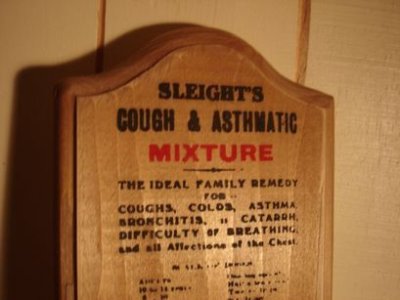 SLEIGHT'S
COUGH & ASTHMATIC
MIXTURE
THE IDEAL FAMILY REMEDY
FOR
COUGHS, COLDS, ASTHMA,
BRONCHITIS, CATARRH,
DIFFICULTY OF BREATHING,
and all Affections of the Chest.